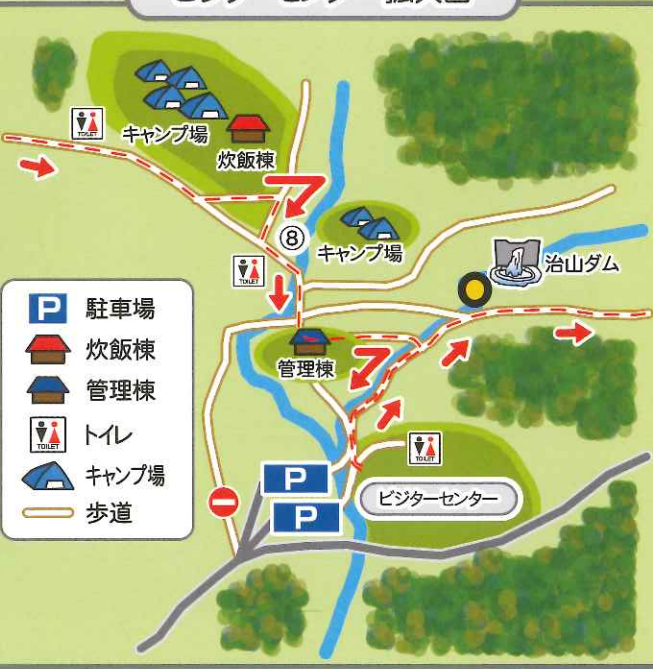 TOILET
キャンプ場
炊飯棟
⑧
キャンプ場
TOILET
治山ダム
管理棟
TOILET
P
P
ビジターセンター
P 駐車場
炊飯棟
管理棟
TOILET トイレ
キャンプ場
歩道